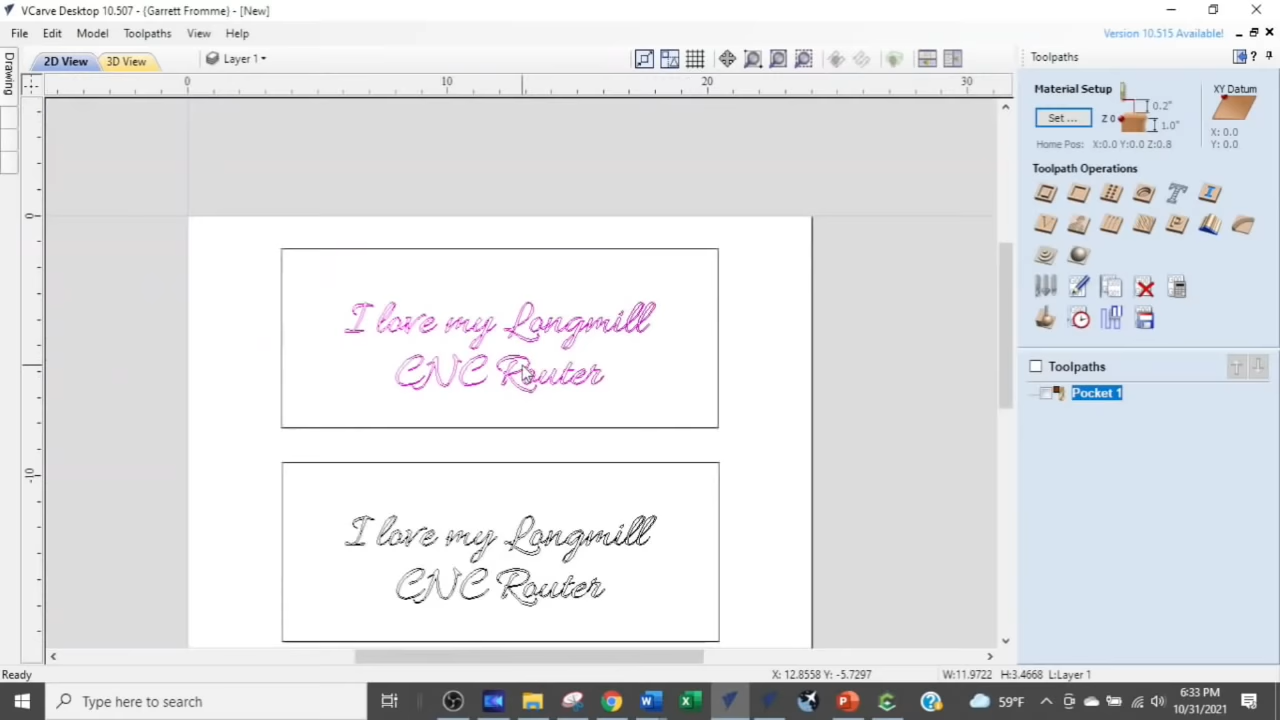 VCarve Desktop 10.507 - {Garrett Fromme} - [New]
File Edit Model Toolpaths View Help
Version 10.515 Available!
2D View 3D View Layer 1
Toolpaths
Drawing
0 10 20 30
Material Setup
XY Datum
Set ...
Z 0
0.2"
1.0"
X: 0.0
Y: 0.0
Home Pos: X:0.0 Y:0.0 Z:0.8
Toolpath Operations
0
I love my Longmill
CNC Router
Toolpaths
Pocket 1
I love my Longmill
CNC Router
Ready
X: 12.8558 Y: -5.7297
W:11.9722 H:3.4668 L:Layer 1
Type here to search
59°F
6:33 PM
10/31/2021